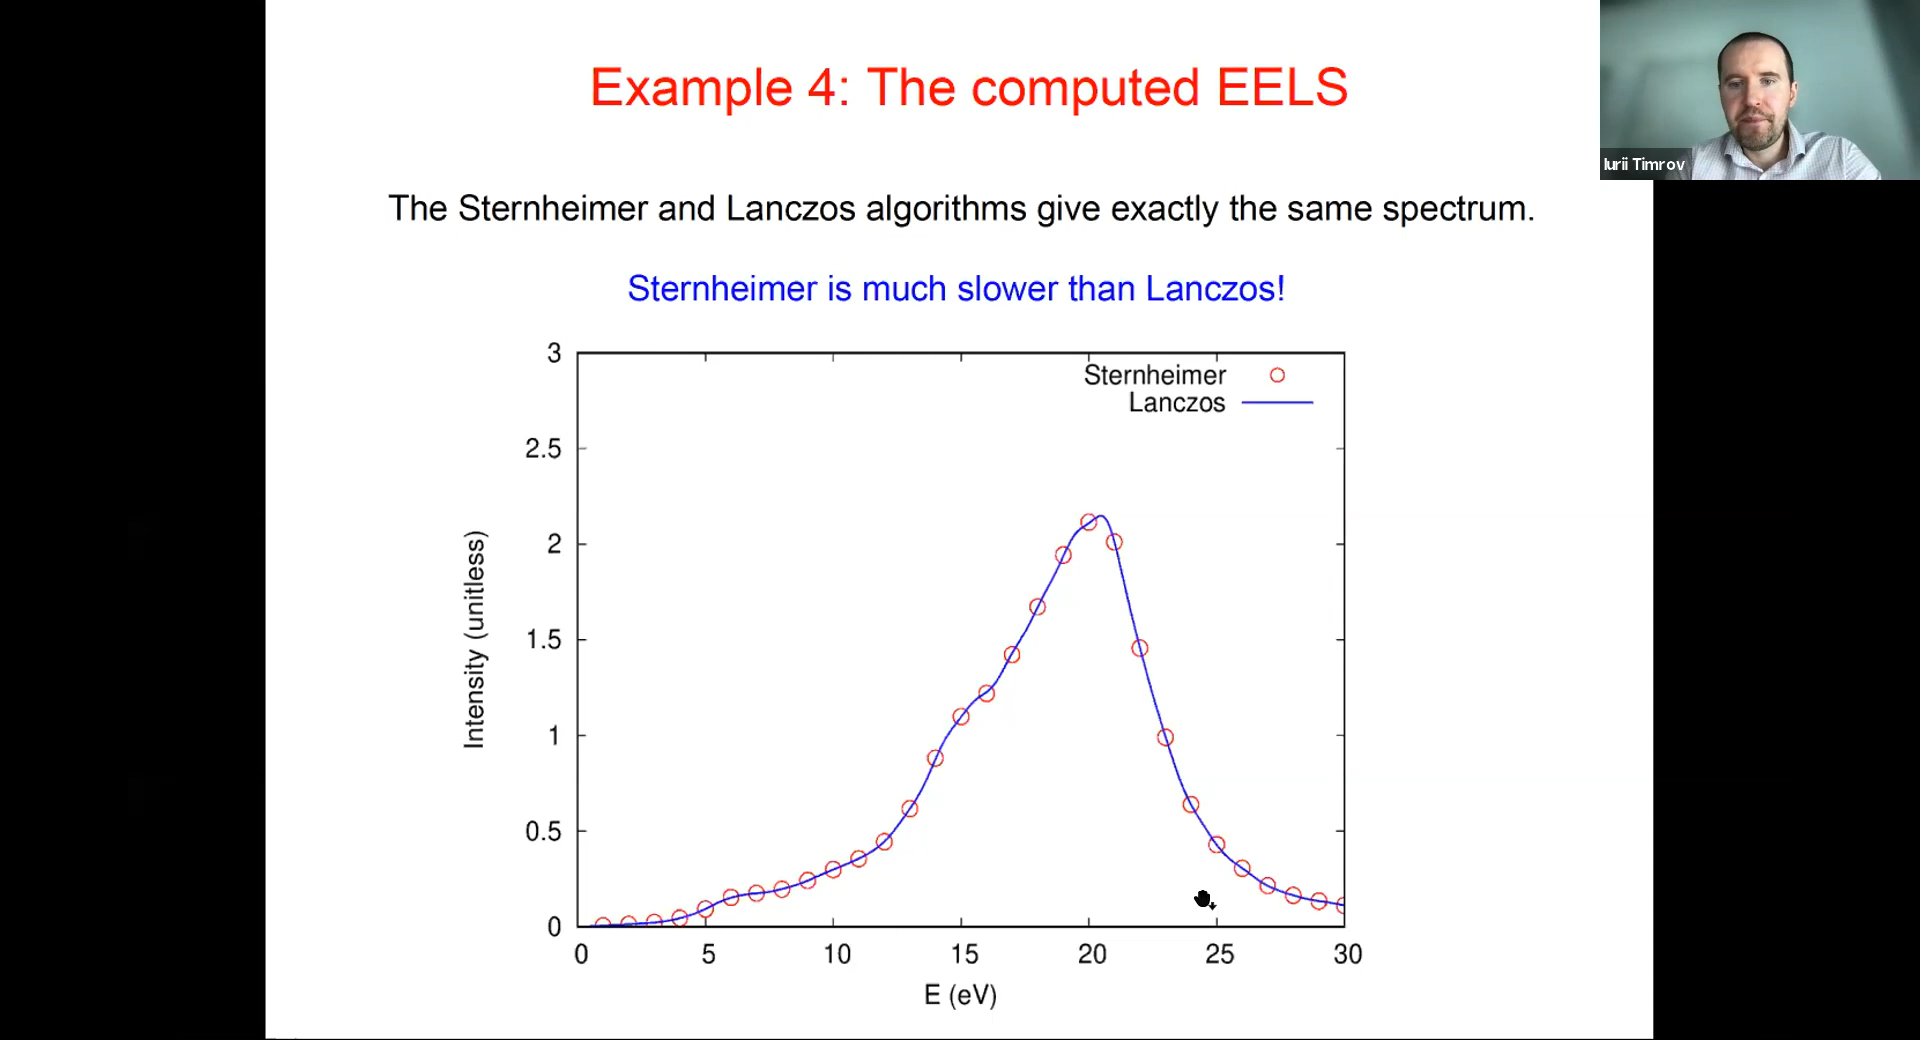 Example 4: The computed EELS
Iurii Timrov
The Sternheimer and Lanczos algorithms give exactly the same spectrum.
Sternheimer is much slower than Lanczos!
Sternheimer
Lanczos
3
2.5
2
1.5
1
0.5
0
Intensity (unitless)
0 5 10 15 20 25 30
E (eV)